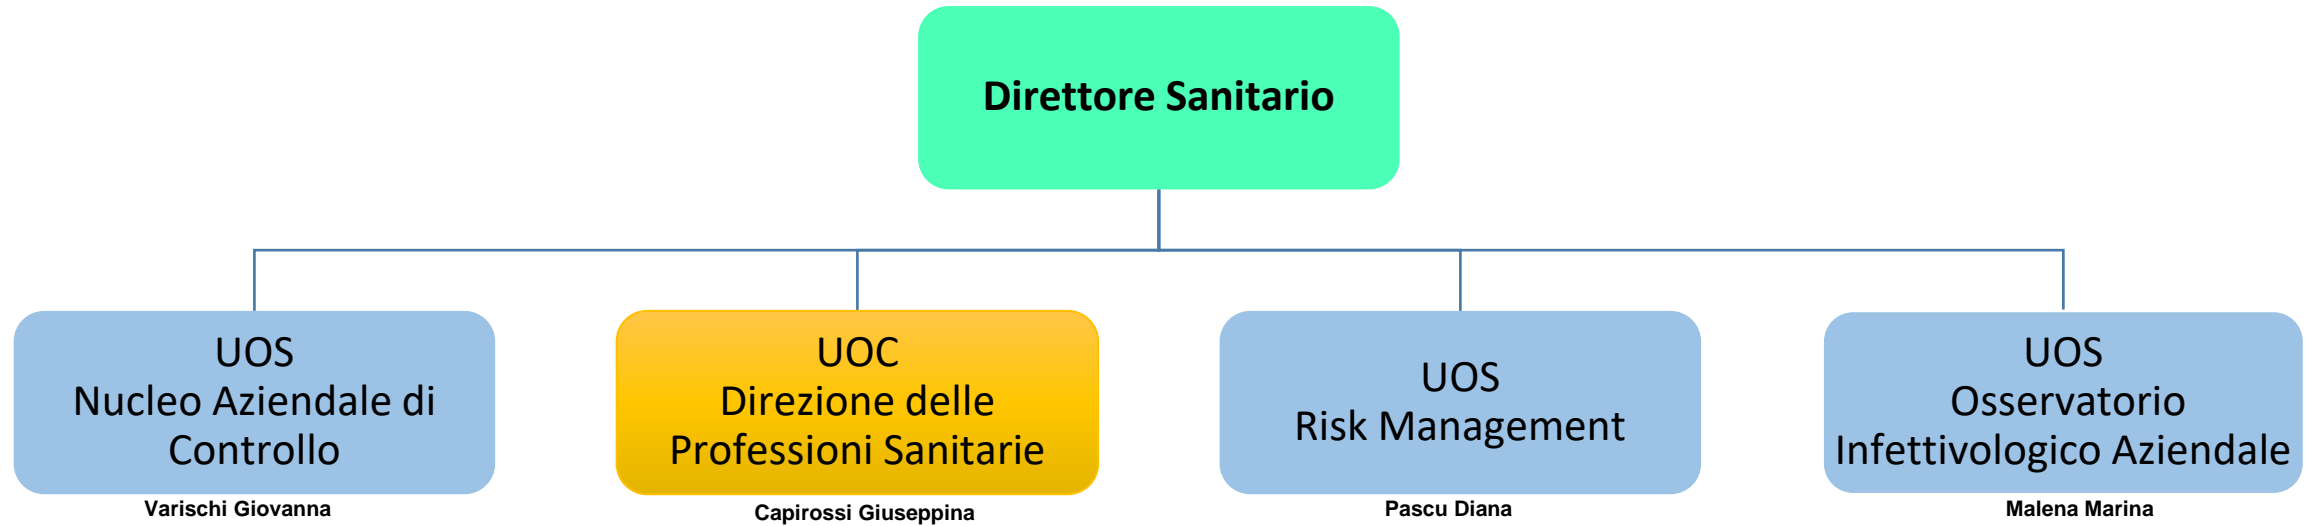 Direttore Sanitario
UOS
Nucleo Aziendale di
Controllo
Varischi Giovanna
UOC
Direzione delle
Professioni Sanitarie
Capirossi Giuseppina
UOS
Risk Management
Pascu Diana
UOS
Osservatorio
Infettivologico Aziendale
Malena Marina